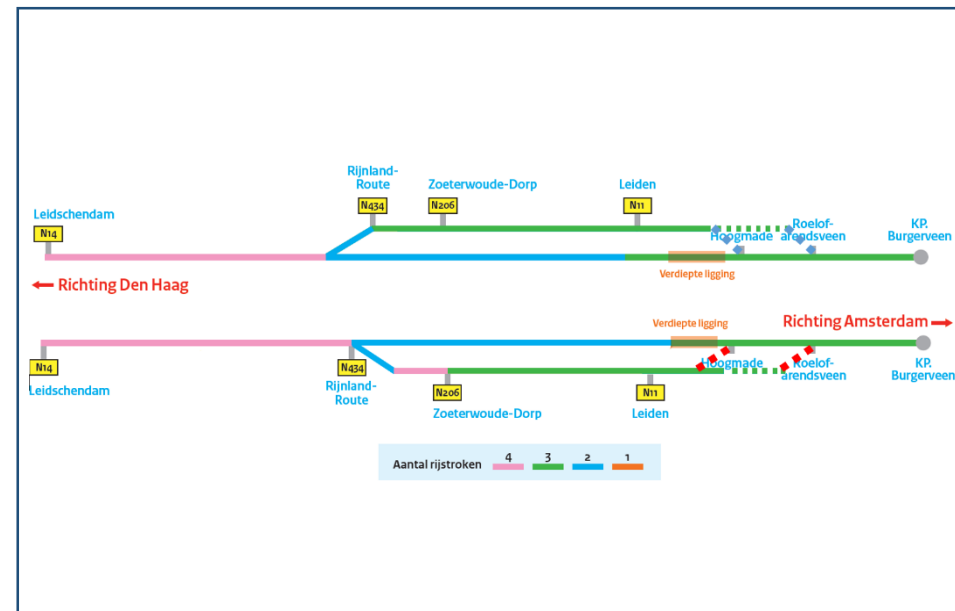 Rijnland-
Route
Zoeterwoude-Dorp
Leiden
Leidschendam
N434
N206
N11
Roelof-
arendsveen
KP.
Burgerveen
N14
Hoogmade
Verdiepte ligging
Richting Den Haag
Verdiepte ligging
Richting Amsterdam
N14
N434
Hoogmade
Roelof-
arendsveen
KP.
Burgerveen
Leidschendam
Rijnland-
Route
N206
N11
Zoeterwoude-Dorp
Leiden
Aantal rijstroken 4 3 2 1